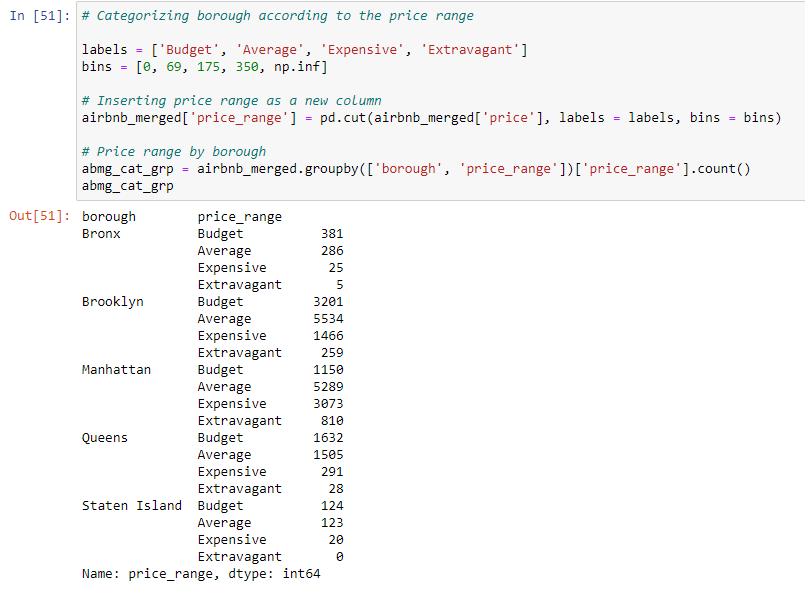 In [51]: # Categorizing borough according to the price range
labels = ['Budget', 'Average', 'Expensive', 'Extravagant']
bins = [0, 69, 175, 350, np.inf]
# Inserting price range as a new column
airbnb_merged['price_range'] = pd.cut(airbnb_merged['price'], labels = labels, bins = bins)
# Price range by borough
abmg_cat_grp = airbnb_merged.groupby(['borough', 'price_range'])['price_range'].count()
abmg_cat_grp
Out[51]: borough price_range
Bronx Budget 381
Average 286
Expensive 25
Extravagant 5
Brooklyn Budget 3201
Average 5534
Expensive 1466
Extravagant 259
Manhattan Budget 1150
Average 5289
Expensive 3073
Extravagant 810
Queens Budget 1632
Average 1505
Expensive 291
Extravagant 28
Staten Island Budget 124
Average 123
Expensive 20
Extravagant 0
Name: price_range, dtype: int64